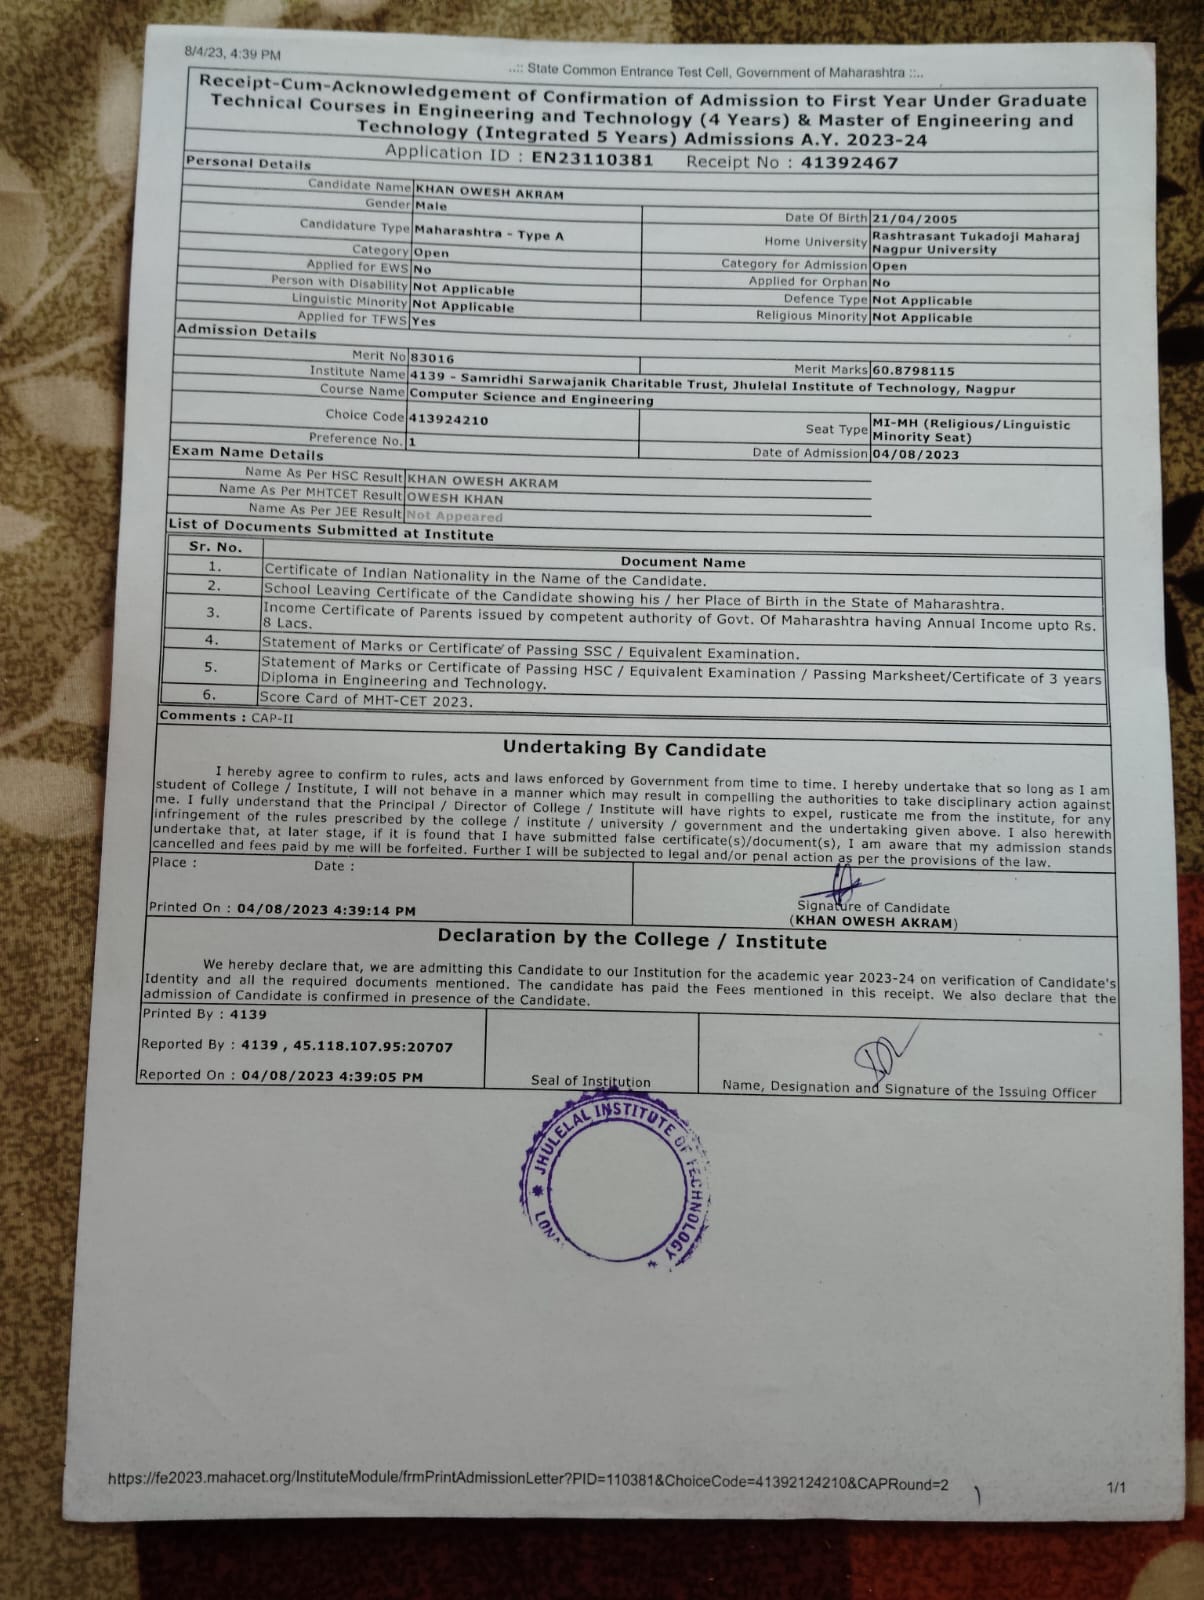 8/4/23, 4:39 PM
..:: State Common Entrance Test Cell, Government of Maharashtra ::..
Receipt-Cum-Acknowledgement of Confirmation of Admission to First Year Under Graduate
Technical Courses in Engineering and Technology (4 Years) & Master of Engineering and
Technology (Integrated 5 Years) Admissions A.Y. 2023-24
Application ID : EN23110381 Receipt No : 41392467
Personal Details
Candidate Name KHAN OWESH AKRAM
Gender Male Date Of Birth 21/04/2005
Candidature Type Maharashtra - Type A Home University Rashtrasant Tukadoji Maharaj
Nagpur University
Category Open Category for Admission Open
Applied for EWS No Applied for Orphan No
Person with Disability Not Applicable Defence Type Not Applicable
Linguistic Minority Not Applicable Religious Minority Not Applicable
Applied for TFWS Yes
Admission Details
Merit No 83016 Merit Marks 60.8798115
Institute Name 4139 - Samridhi Sarwajanik Charitable Trust, Jhulelal Institute of Technology, Nagpur
Course Name Computer Science and Engineering
Choice Code 413924210 Seat Type MI-MH (Religious/Linguistic
Minority Seat)
Preference No. 1 Date of Admission 04/08/2023
Exam Name Details
Name As Per HSC Result KHAN OWESH AKRAM
Name As Per MHTCET Result OWESH KHAN
Name As Per JEE Result Not Appeared
List of Documents Submitted at Institute
Sr. No. Document Name
1. Certificate of Indian Nationality in the Name of the Candidate.
2. School Leaving Certificate of the Candidate showing his / her Place of Birth in the State of Maharashtra.
3. Income Certificate of Parents issued by competent authority of Govt. Of Maharashtra having Annual Income upto Rs.
8 Lacs.
4. Statement of Marks or Certificate of Passing SSC / Equivalent Examination.
5. Statement of Marks or Certificate of Passing HSC / Equivalent Examination / Passing Marksheet/Certificate of 3 years
Diploma in Engineering and Technology.
6. Score Card of MHT-CET 2023.
Comments : CAP-II
Undertaking By Candidate
I hereby agree to confirm to rules, acts and laws enforced by Government from time to time. I hereby undertake that so long as I am
student of College / Institute, I will not behave in a manner which may result in compelling the authorities to take disciplinary action against
me. I fully understand that the Principal / Director of College / Institute will have rights to expel, rusticate me from the institute, for any
infringement of the rules prescribed by the college / institute / university / government and the undertaking given above. I also herewith
undertake that, at later stage, if it is found that I have submitted false certificate(s)/document(s), I am aware that my admission stands
cancelled and fees paid by me will be forfeited. Further I will be subjected to legal and/or penal action as per the provisions of the law.
Place : Date :
Printed On : 04/08/2023 4:39:14 PM
Signature of Candidate
(KHAN OWESH AKRAM)
Declaration by the College / Institute
We hereby declare that, we are admitting this Candidate to our Institution for the academic year 2023-24 on verification of Candidate's
Identity and all the required documents mentioned. The candidate has paid the Fees mentioned in this receipt. We also declare that the
admission of Candidate is confirmed in presence of the Candidate.
Printed By : 4139
Reported By : 4139 , 45.118.107.95:20707
Reported On : 04/08/2023 4:39:05 PM
Seal of Institution
Name, Designation and Signature of the Issuing Officer
JHULELAL INSTITUTE OF TECHNOLOGY
https://fe2023.mahacet.org/InstituteModule/frmPrintAdmissionLetter?PID=110381&ChoiceCode=41392124210&CAPRound=2
1/1